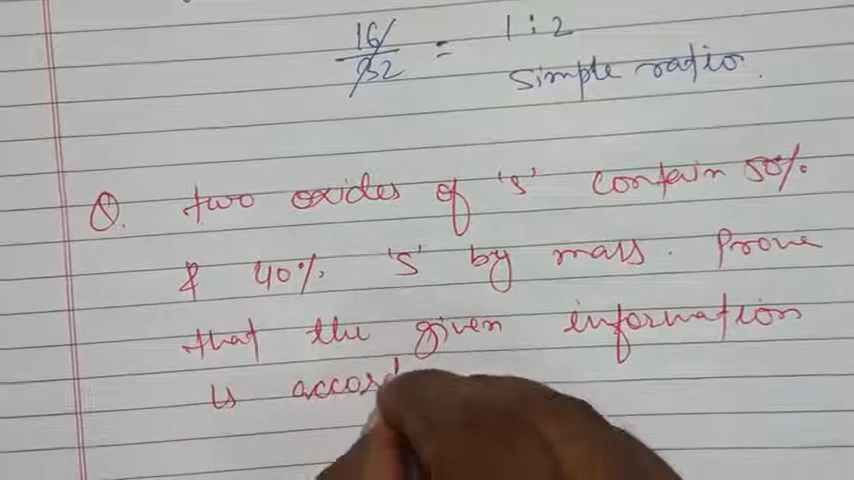 16/32 = 1 : 2
simple ratio.
Q. two oxides of 's' contain 50%
& 40% 's' by mass. Prove
that the given information
is accord